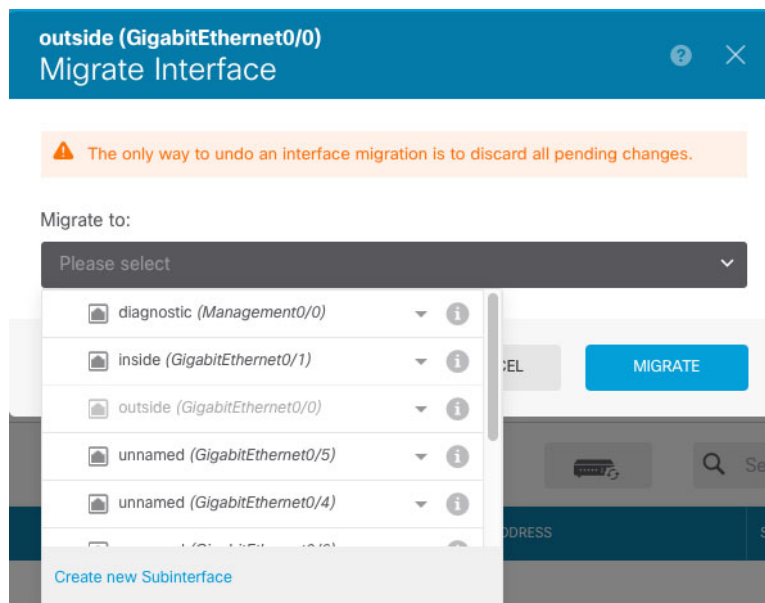 outside (GigabitEthernet0/0)
Migrate Interface
The only way to undo an interface migration is to discard all pending changes.
Migrate to:
Please select
diagnostic (Management0/0)
inside (GigabitEthernet0/1)
outside (GigabitEthernet0/0)
unnamed (GigabitEthernet0/5)
unnamed (GigabitEthernet0/4)
Create new Subinterface
MIGRATE